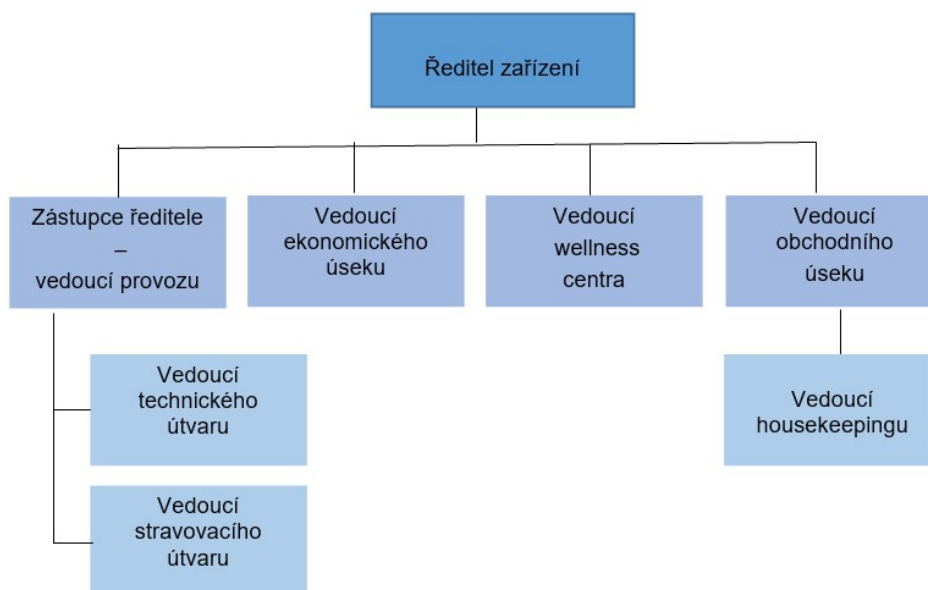 Ředitel zařízení
Zástupce ředitele
–
vedoucí provozu
Vedoucí
ekonomického
úseku
Vedoucí
wellness
centra
Vedoucí
obchodního
úseku
Vedoucí
technického
útvaru
Vedoucí
housekeepingu
Vedoucí
stravovacího
útvaru